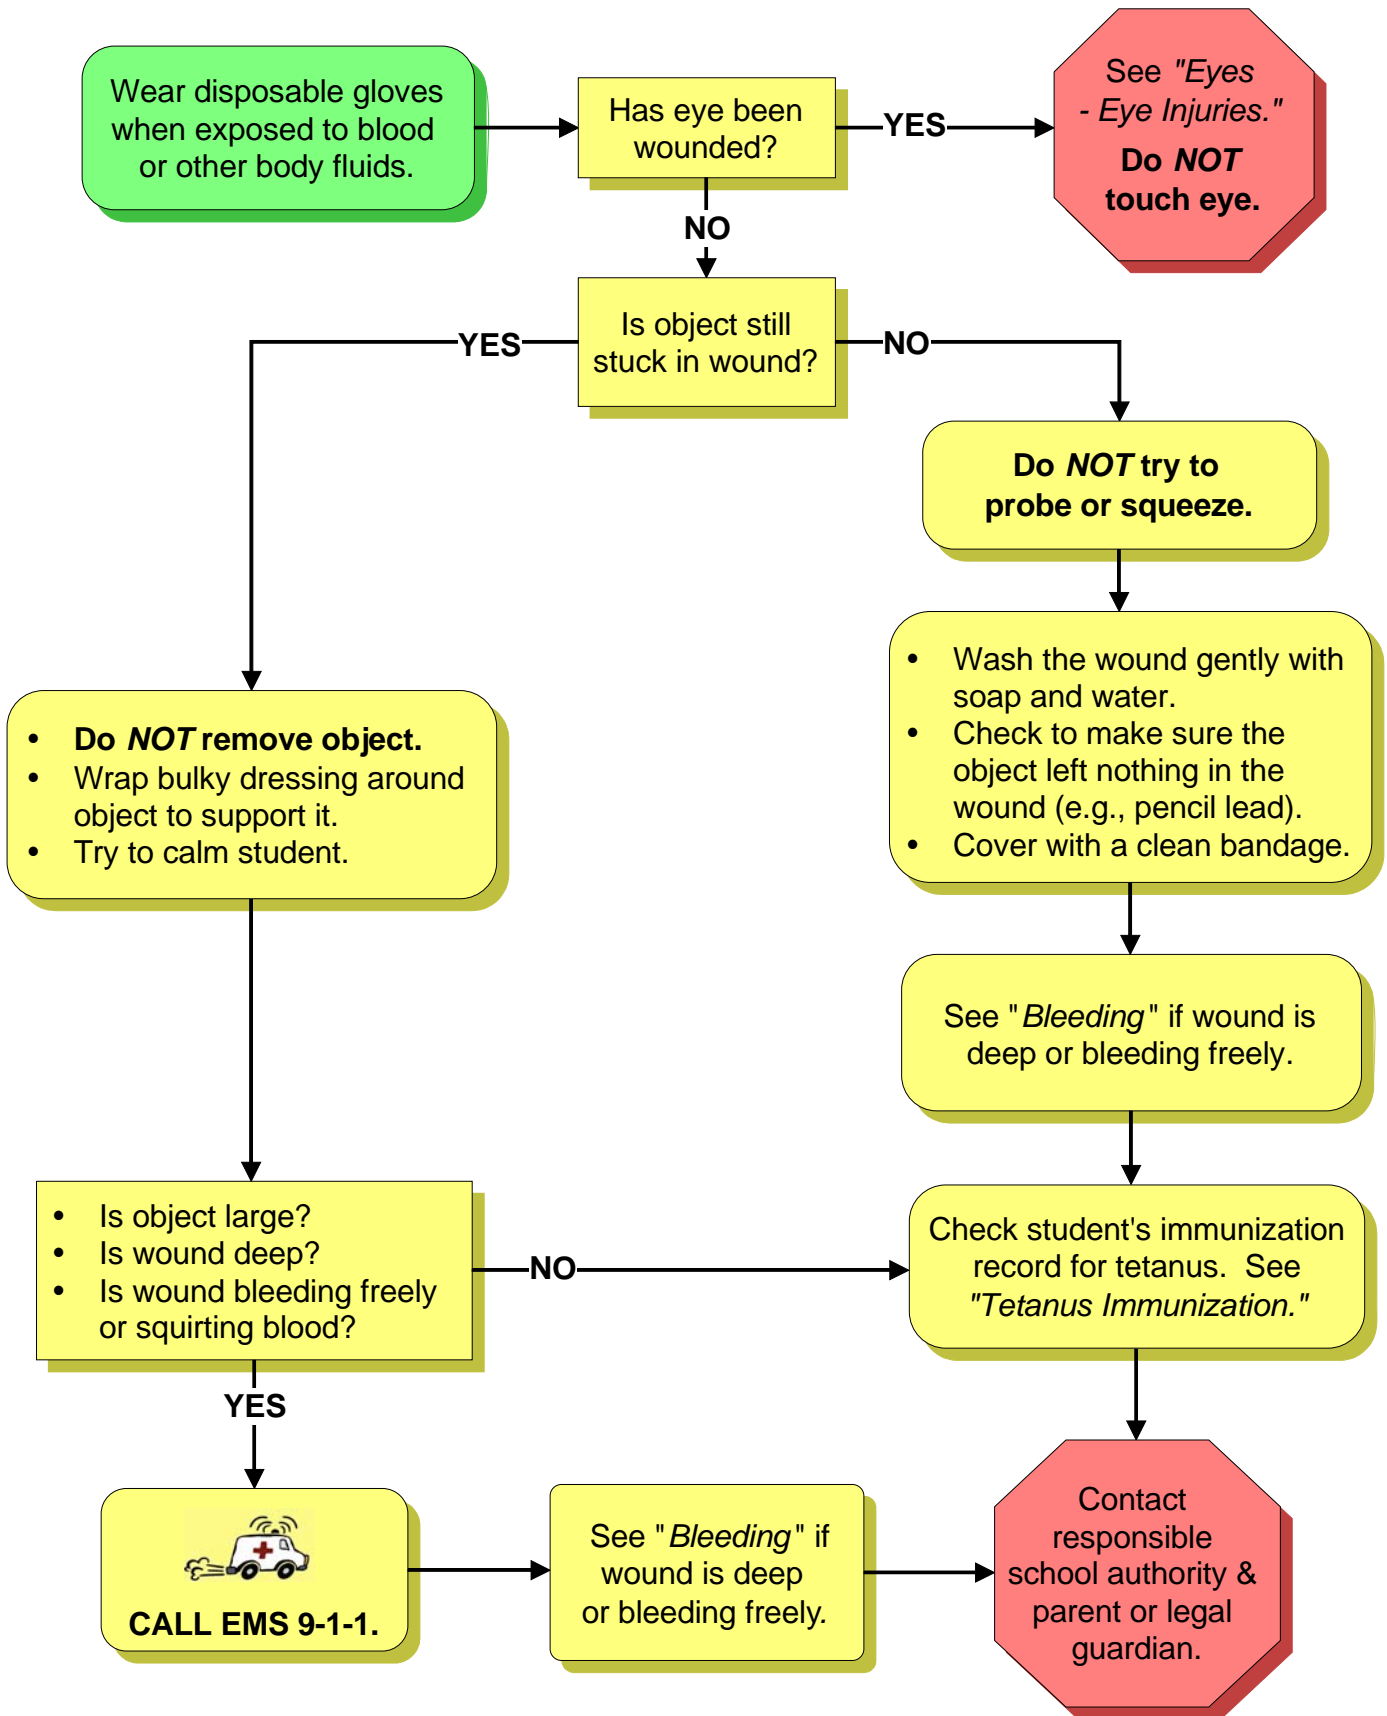 Wear disposable gloves
when exposed to blood
or other body fluids.
Has eye been
wounded?
YES
See "Eyes
- Eye Injuries."
Do NOT
touch eye.
NO
Is object still
stuck in wound?
YES
NO
Do NOT try to
probe or squeeze.
• Wash the wound gently with
soap and water.
• Check to make sure the
object left nothing in the
wound (e.g., pencil lead).
• Cover with a clean bandage.
• Do NOT remove object.
• Wrap bulky dressing around
object to support it.
• Try to calm student.
See "Bleeding" if wound is
deep or bleeding freely.
• Is object large?
• Is wound deep?
• Is wound bleeding freely
or squirting blood?
NO
Check student's immunization
record for tetanus. See
"Tetanus Immunization."
YES
CALL EMS 9-1-1.
See "Bleeding" if
wound is deep
or bleeding freely.
Contact
responsible
school authority &
parent or legal
guardian.